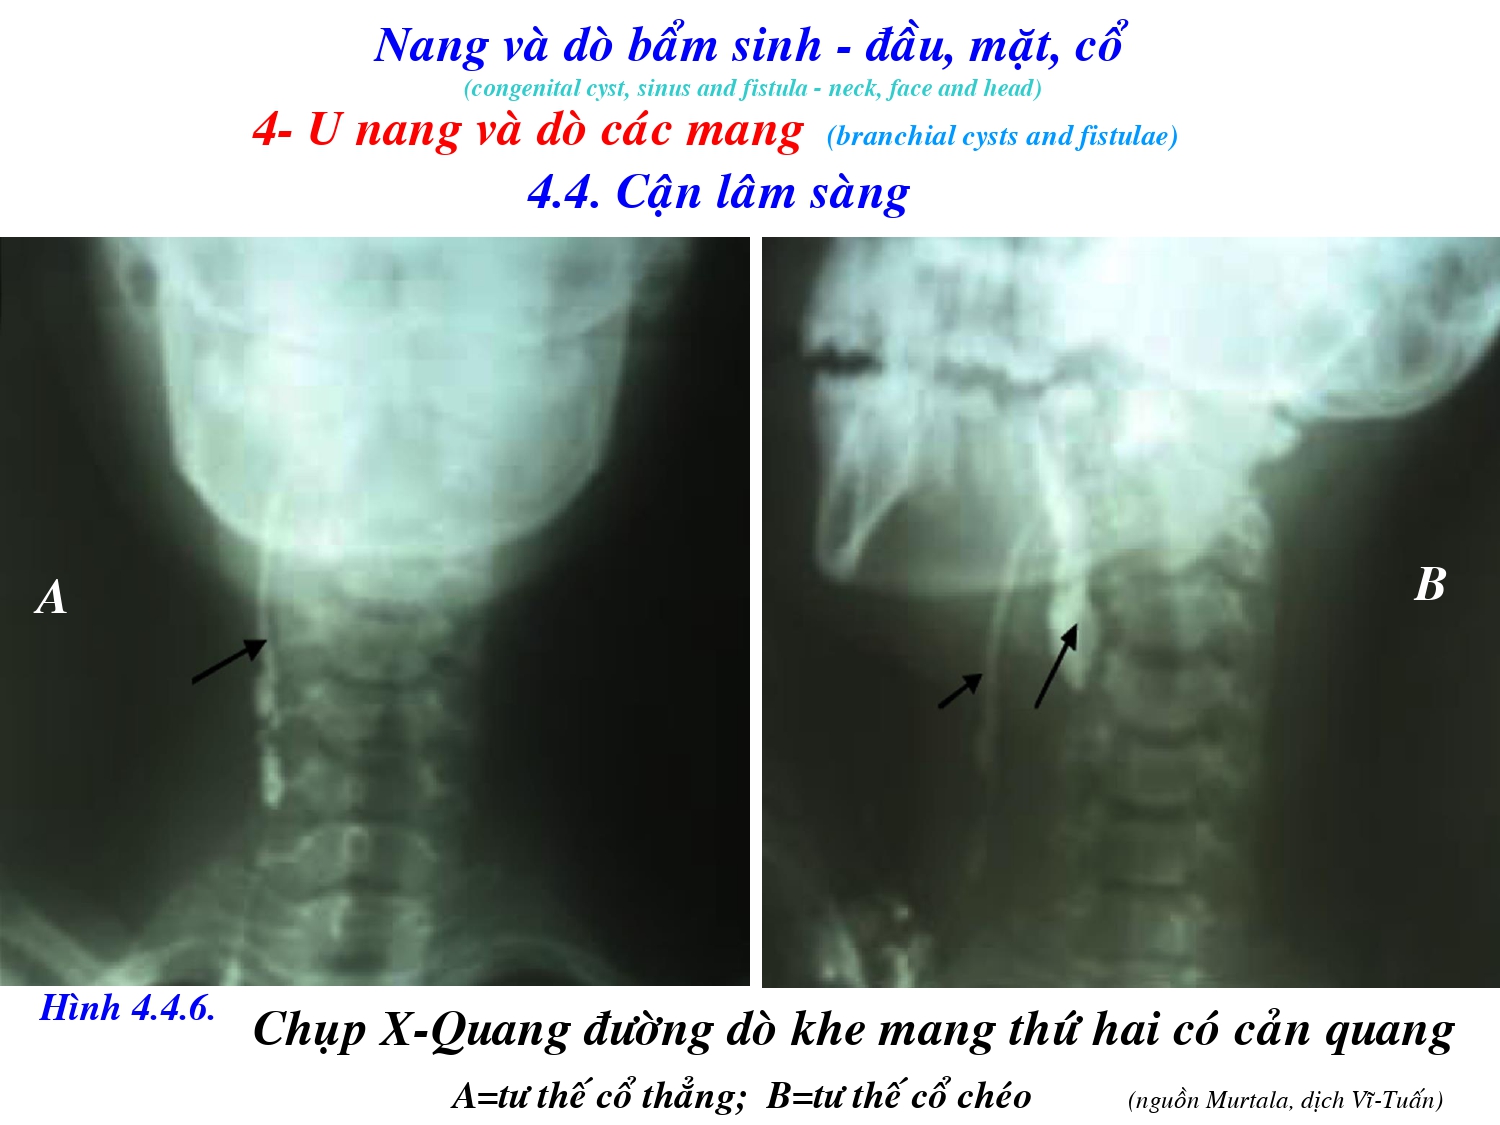 Nang và dò bẩm sinh - đầu, mặt, cổ
(congenital cyst, sinus and fistula - neck, face and head)
4- U nang và dò các mang (branchial cysts and fistulae)
4.4. Cận lâm sàng
A
B
Hình 4.4.6.
Chụp X-Quang đường dò khe mang thứ hai có cản quang
A=tư thế cổ thẳng; B=tư thế cổ chéo (nguồn Murtala, dịch Vĩ-Tuấn)